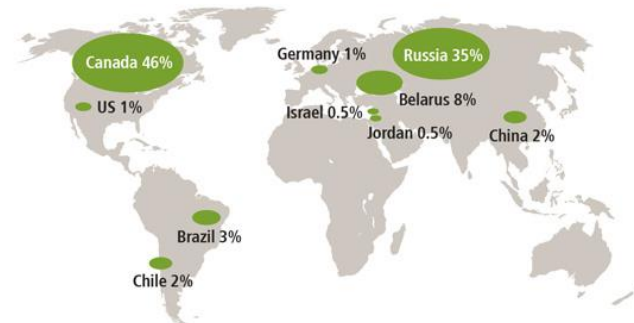 Canada 46%
Germany 1%
Russia 35%
US 1%
Belarus 8%
Israel 0.5%
Jordan 0.5%
China 2%
Brazil 3%
Chile 2%